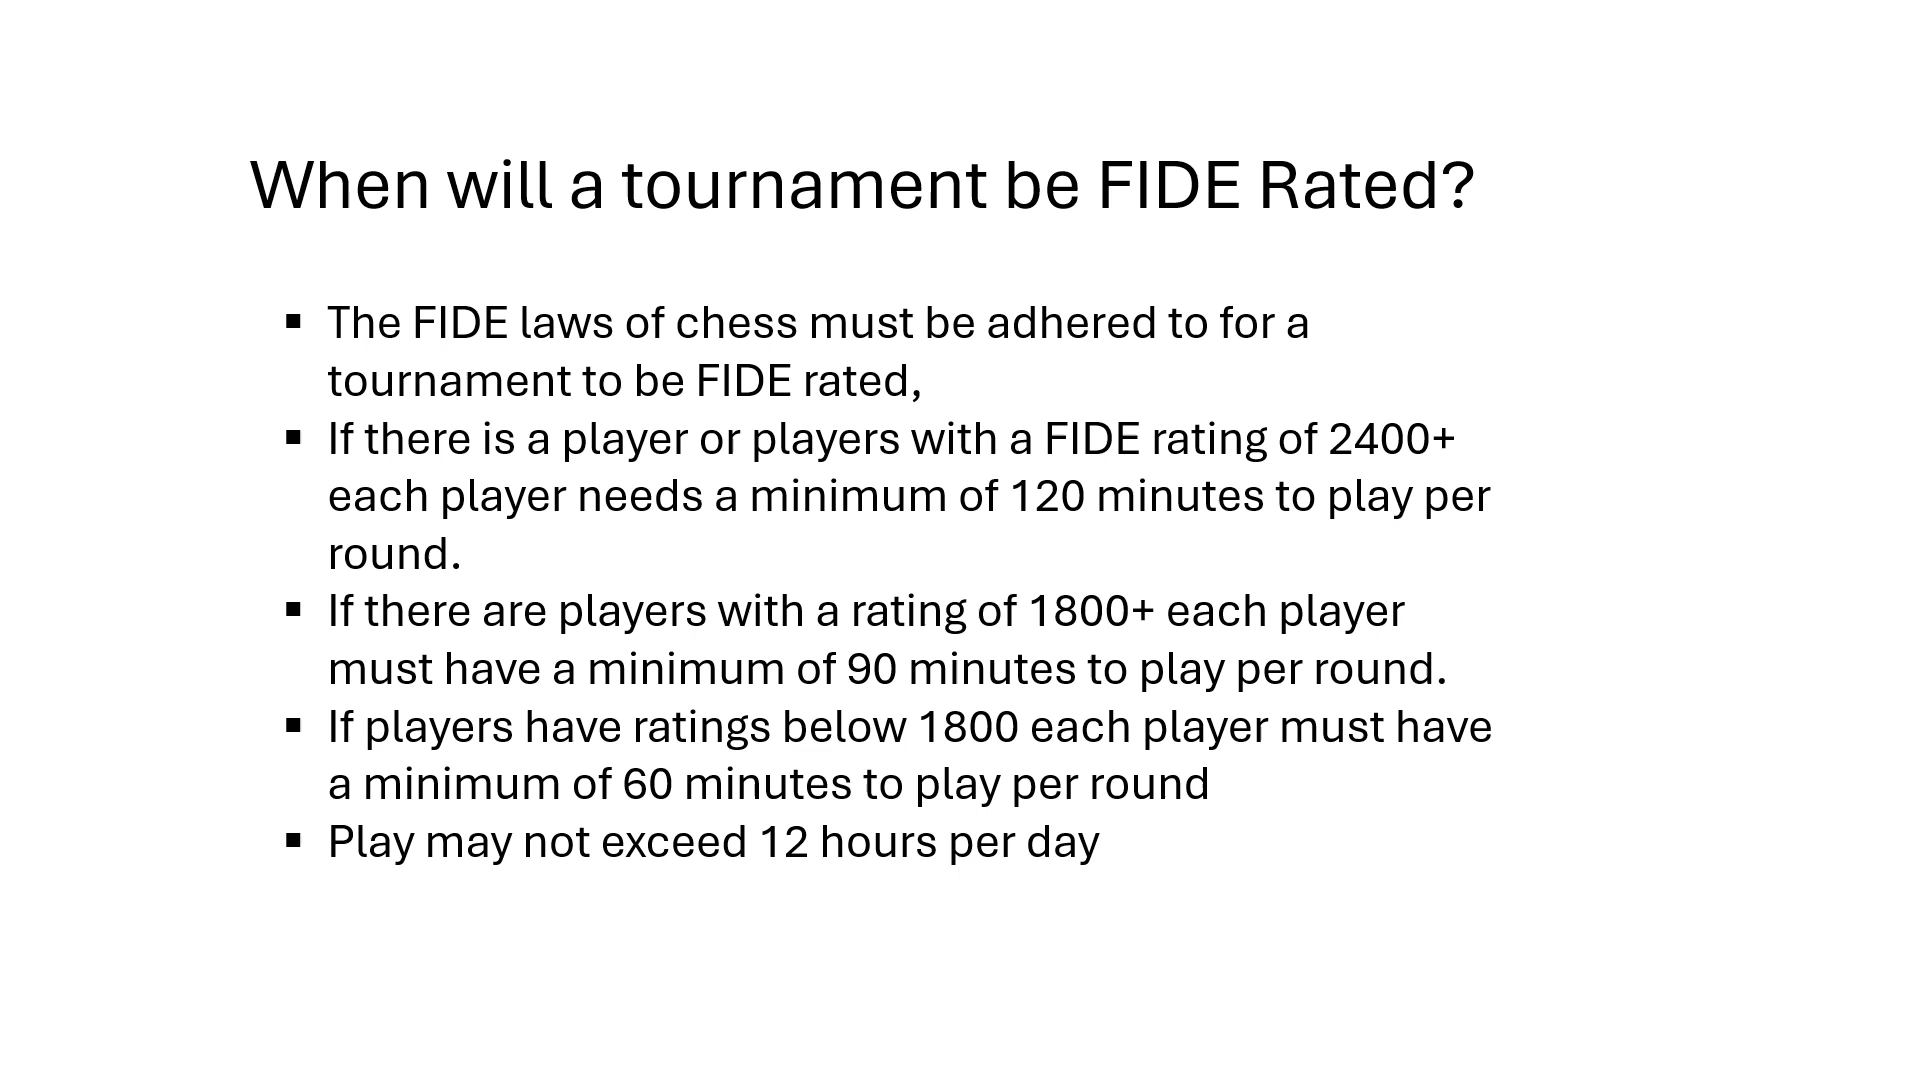 When will a tournament be FIDE Rated?
▪ The FIDE laws of chess must be adhered to for a
tournament to be FIDE rated,
▪ If there is a player or players with a FIDE rating of 2400+
each player needs a minimum of 120 minutes to play per
round.
▪ If there are players with a rating of 1800+ each player
must have a minimum of 90 minutes to play per round.
▪ If players have ratings below 1800 each player must have
a minimum of 60 minutes to play per round
▪ Play may not exceed 12 hours per day